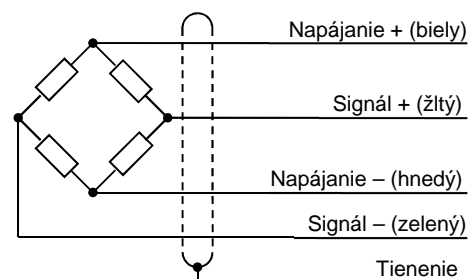 Napájanie + (biely)
Signál + (žltý)
Napájanie – (hnedý)
Signál – (zelený)
Tienenie